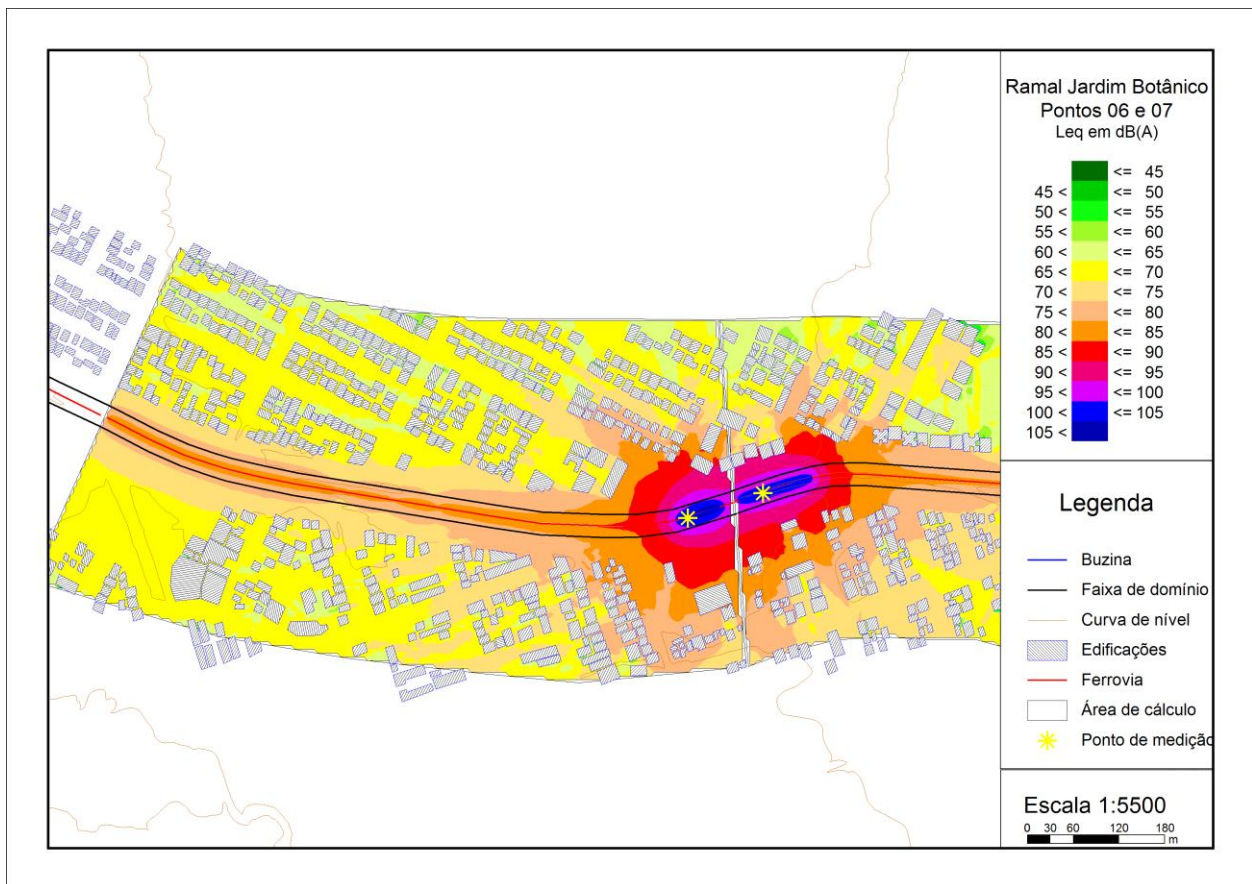 Ramal Jardim Botânico
Pontos 06 e 07
Leq em dB(A)
<= 45
45 < <= 50
50 < <= 55
55 < <= 60
60 < <= 65
65 < <= 70
70 < <= 75
75 < <= 80
80 < <= 85
85 < <= 90
90 < <= 95
95 < <= 100
100 < <= 105
105 <
Legenda
Buzina
Faixa de domínio
Curva de nível
Edificações
Ferrovia
Área de cálculo
Ponto de medição
Escala 1:5500
0 30 60 120 180
m